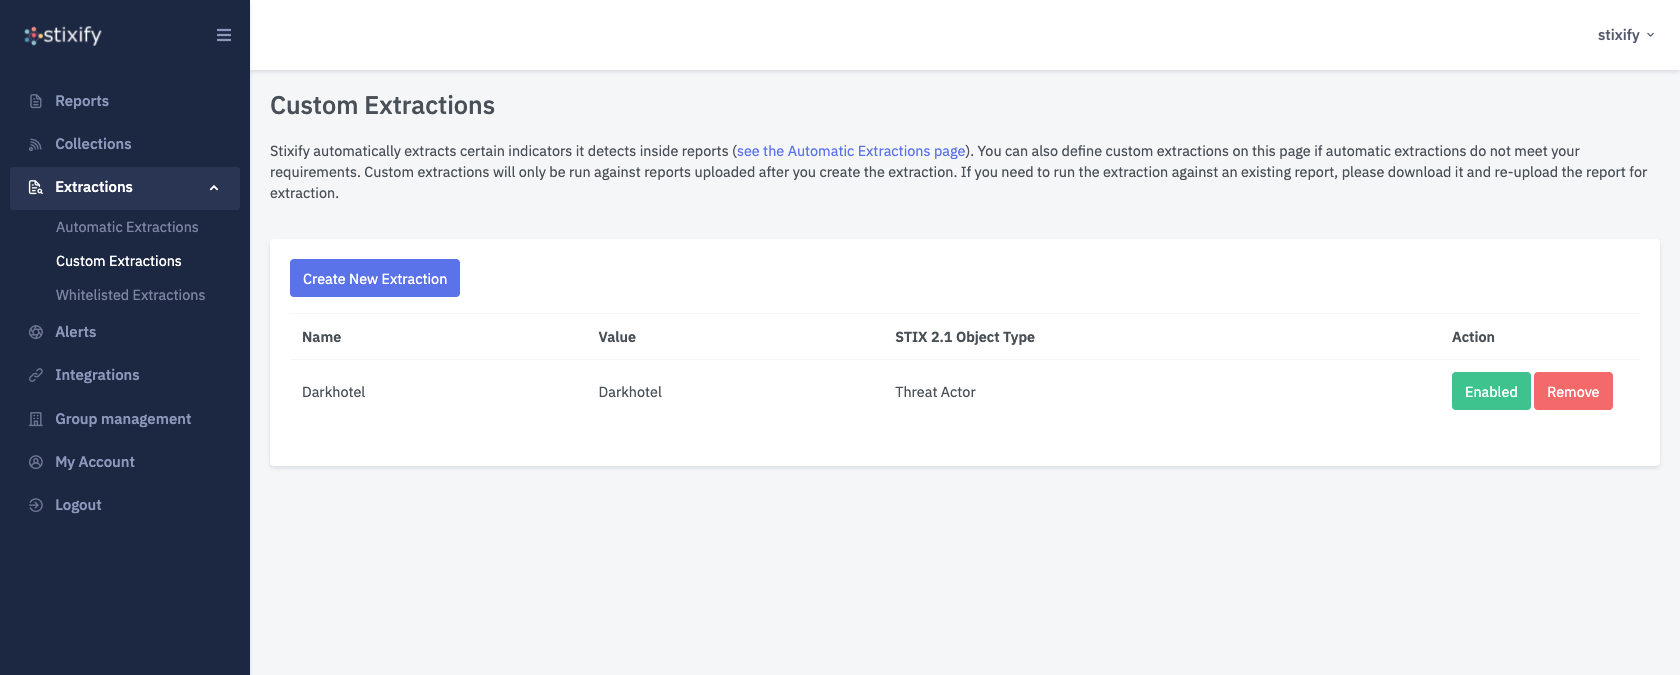 stixify
stixify
Reports
Collections
Extractions
Automatic Extractions
Custom Extractions
Whitelisted Extractions
Alerts
Integrations
Group management
My Account
Logout
Custom Extractions
Stixify automatically extracts certain indicators it detects inside reports (see the Automatic Extractions page). You can also define custom extractions on this page if automatic extractions do not meet your
requirements. Custom extractions will only be run against reports uploaded after you create the extraction. If you need to run the extraction against an existing report, please download it and re-upload the report for
extraction.
Create New Extraction
Name Value STIX 2.1 Object Type Action
Darkhotel Darkhotel Threat Actor Enabled Remove